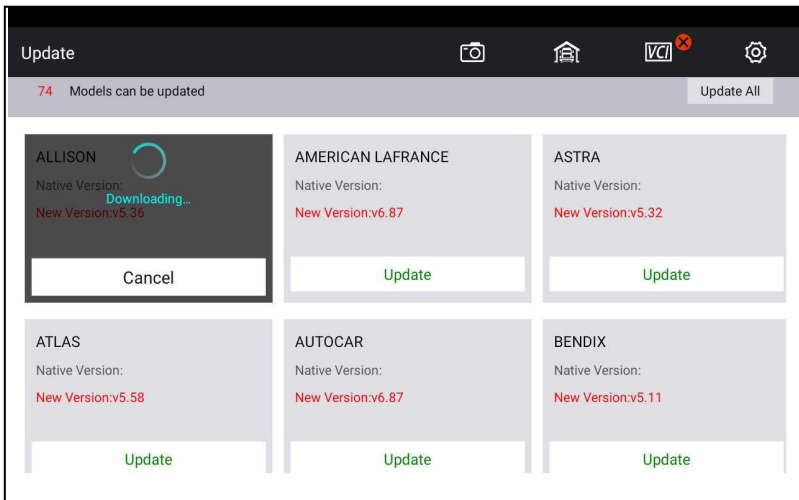 Update
VCI
74 Models can be updated
Update All
ALLISON
Native Version:
Downloading...
New Version:v5.36
Cancel
AMERICAN LAFRANCE
Native Version:
New Version:v6.87
Update
ASTRA
Native Version:
New Version:v5.32
Update
ATLAS
Native Version:
New Version:v5.58
Update
AUTOCAR
Native Version:
New Version:v6.87
Update
BENDIX
Native Version:
New Version:v5.11
Update